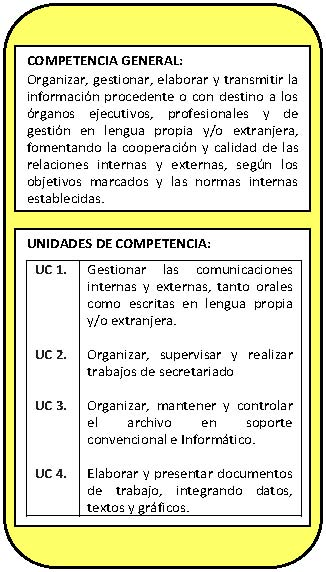 COMPETENCIA GENERAL:
Organizar, gestionar, elaborar y transmitir la
información procedente o con destino a los
órganos ejecutivos, profesionales y de
gestión en lengua propia y/o extranjera,
fomentando la cooperación y calidad de las
relaciones internas y externas, según los
objetivos marcados y las normas internas
establecidas.
UNIDADES DE COMPETENCIA:
UC 1. Gestionar las comunicaciones
internas y externas, tanto orales
como escritas en lengua propia
y/o extranjera.
UC 2. Organizar, supervisar y realizar
trabajos de secretariado
UC 3. Organizar, mantener y controlar
el archivo en soporte
convencional e Informático.
UC 4. Elaborar y presentar documentos
de trabajo, integrando datos,
textos y gráficos.